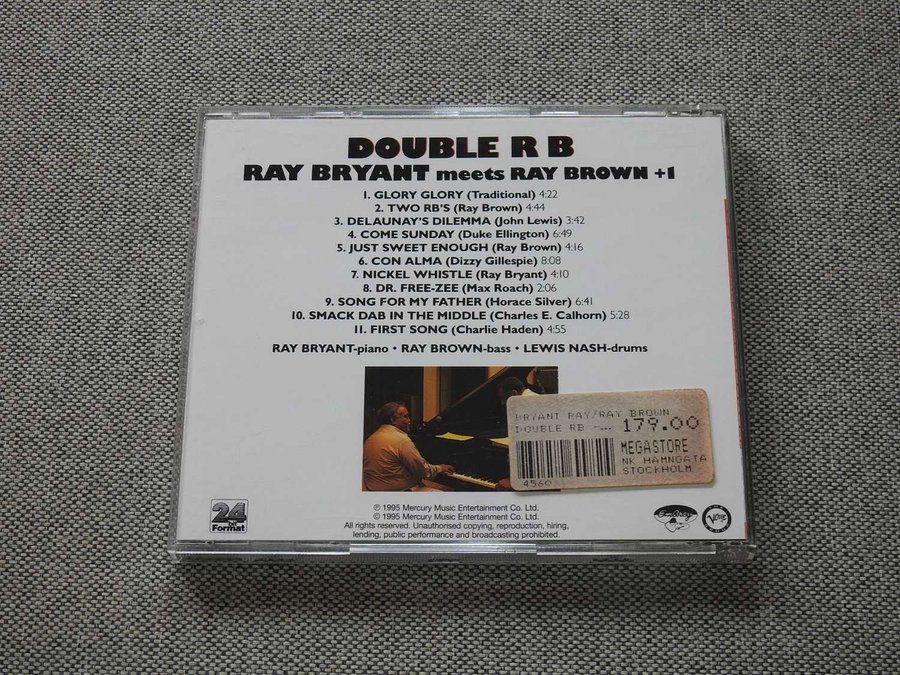 DOUBLE R B
RAY BRYANT meets RAY BROWN +1
1. GLORY GLORY (Traditional) 4:22
2. TWO RB'S (Ray Brown) 4:44
3. DELAUNAY'S DILEMMA (John Lewis) 3:42
4. COME SUNDAY (Duke Ellington) 6:49
5. JUST SWEET ENOUGH (Ray Brown) 4:16
6. CON ALMA (Dizzy Gillespie) 8:08
7. NICKEL WHISTLE (Ray Bryant) 4:10
8. DR. FREE-ZEE (Max Roach) 2:06
9. SONG FOR MY FATHER (Horace Silver) 6:41
10. SMACK DAB IN THE MIDDLE (Charles E. Calhorn) 5:28
11. FIRST SONG (Charlie Haden) 4:55
RAY BRYANT-piano • RAY BROWN-bass • LEWIS NASH-drums
BRYANT RAY/RAY BROWN
DOUBLE RB -... 179.00
MEGASTORE
NK HAMNGATA
STOCKHOLM
4560
24
bit
Format
℗ 1995 Mercury Music Entertainment Co. Ltd.
© 1995 Mercury Music Entertainment Co. Ltd.
All rights reserved. Unauthorised copying, reproduction, hiring,
lending, public performance and broadcasting prohibited.
EmArcy
Verve